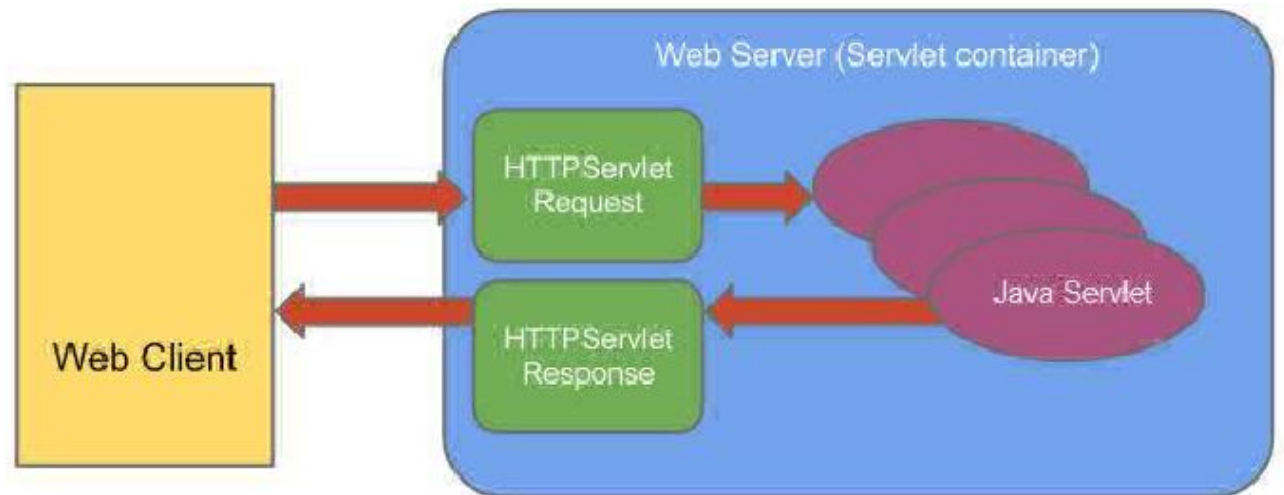 Web Server (Servlet container)
HTTPServlet
Request
Java Servlet
HTTPServlet
Response
Web Client